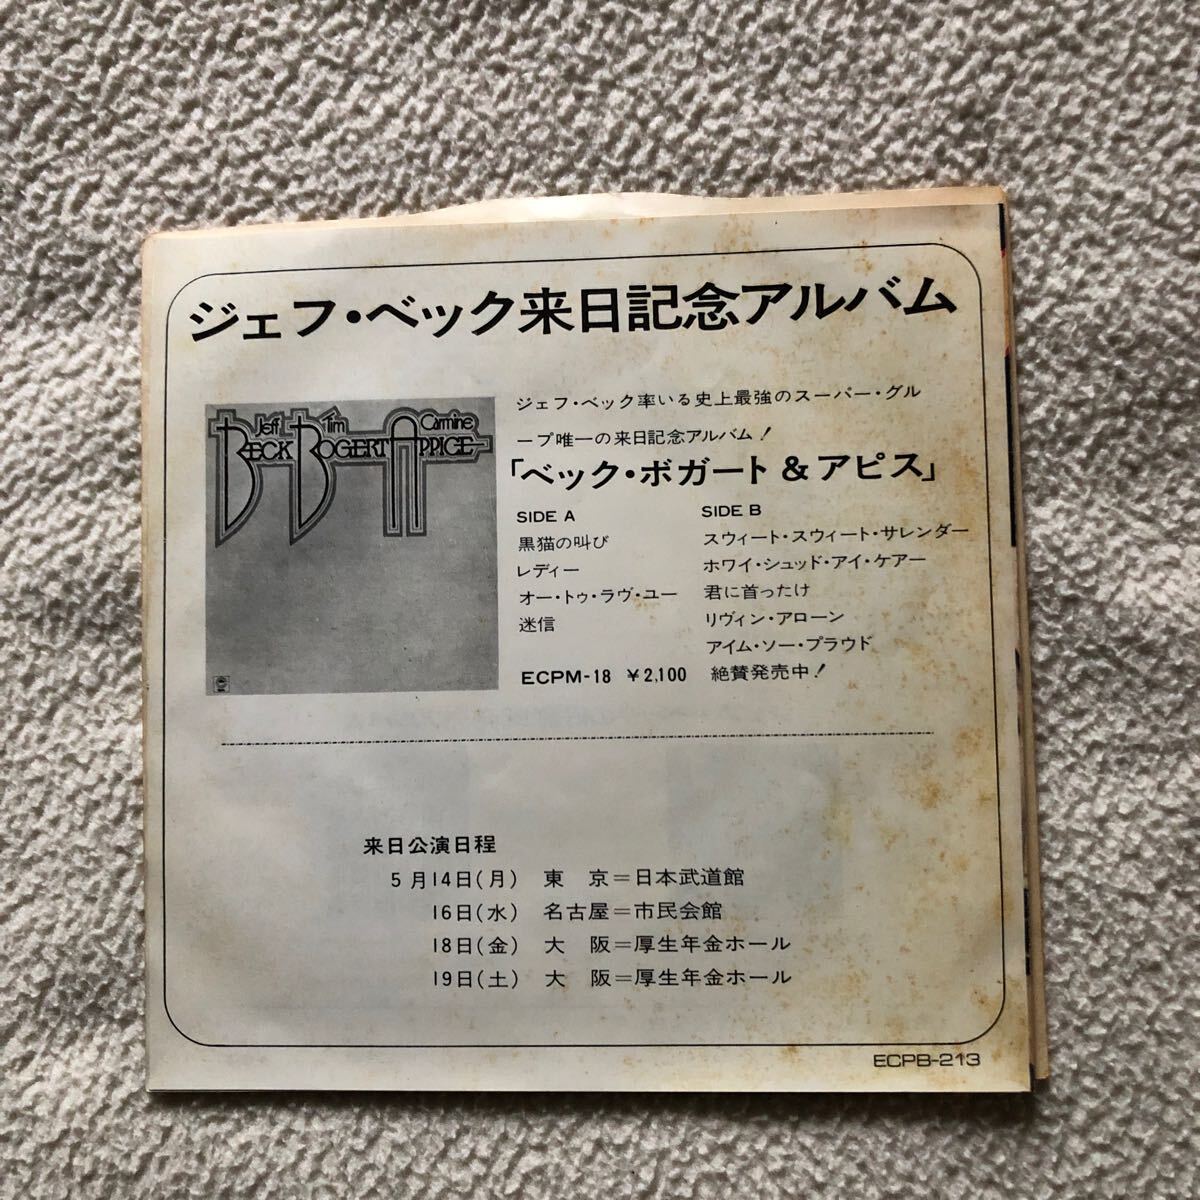 ジェフ・ベック来日記念アルバム
Jeff Tim Carmine
BECK BOGERT APPICE
ジェフ・ベック率いる史上最強のスーパー・グル
ープ唯一の来日記念アルバム!
「ベック・ボガート & アピス」
SIDE A
黒猫の叫び
レディー
オー・トゥ・ラヴ・ユー
迷信
SIDE B
スウィート・スウィート・サレンダー
ホワイ・シュッド・アイ・ケアー
君に首ったけ
リヴィン・アローン
アイム・ソー・プラウド
ECPM-18 ¥2,100 絶賛発売中!
来日公演日程
5月14日(月) 東 京=日本武道館
16日(水) 名古屋=市民会館
18日(金) 大 阪=厚生年金ホール
19日(土) 大 阪=厚生年金ホール
ECPB-213